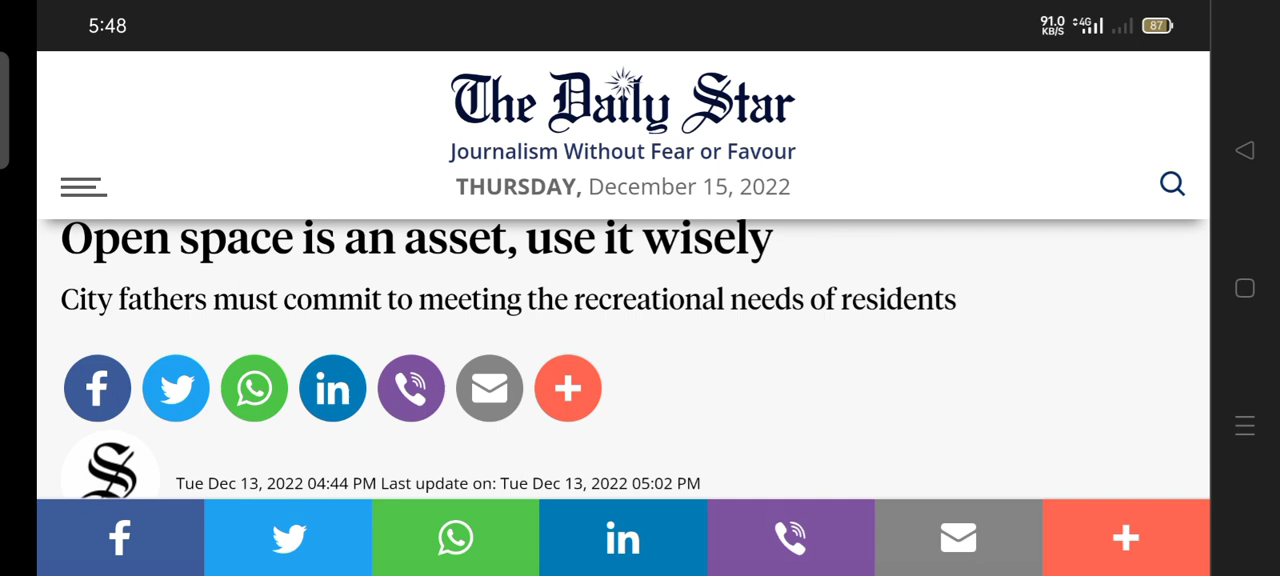 5:48
91.0
KB/S
4G
87
The Daily Star
Journalism Without Fear or Favour
THURSDAY, December 15, 2022
Open space is an asset, use it wisely
City fathers must commit to meeting the recreational needs of residents
f
in
+
S
Tue Dec 13, 2022 04:44 PM Last update on: Tue Dec 13, 2022 05:02 PM
f
in
+